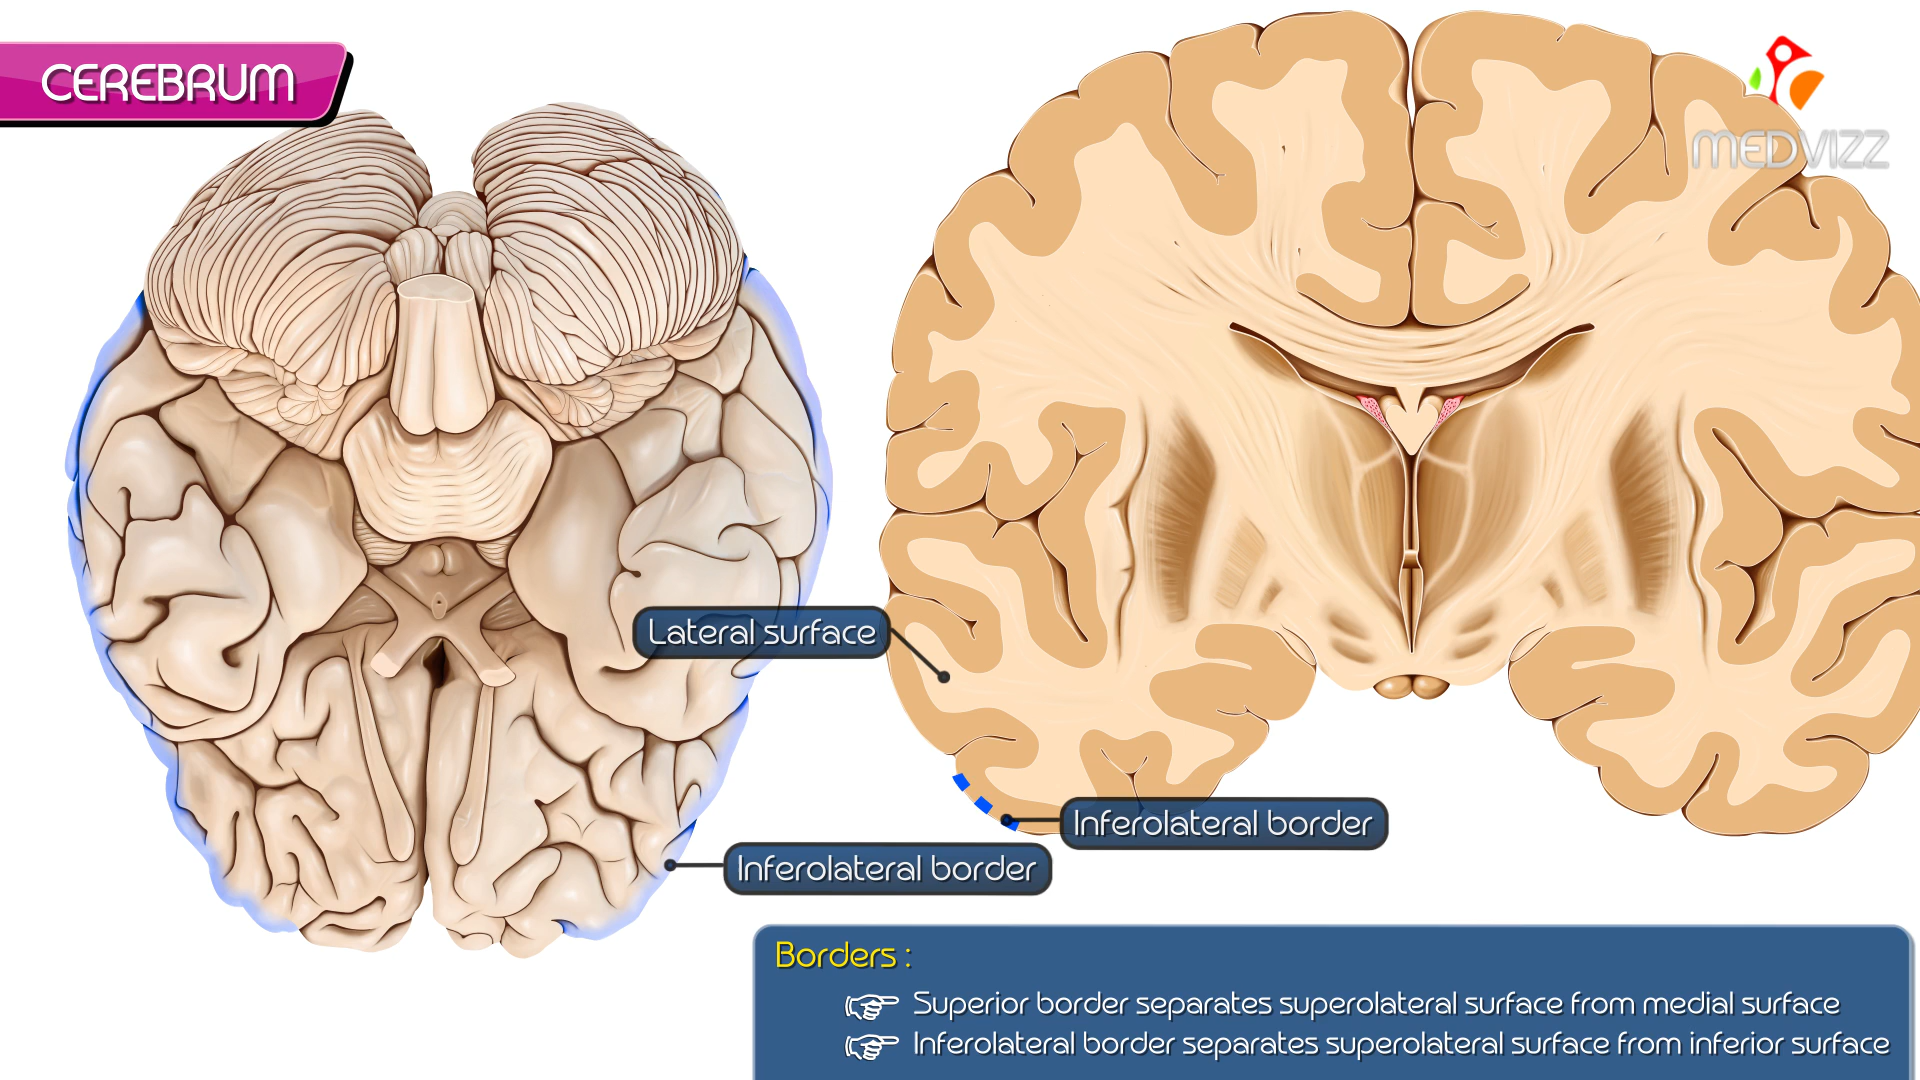 CEREBRUM
MEDVIZZ
Lateral surface
Inferolateral border
Inferolateral border
Borders :
Superior border separates superolateral surface from medial surface
Inferolateral border separates superolateral surface from inferior surface